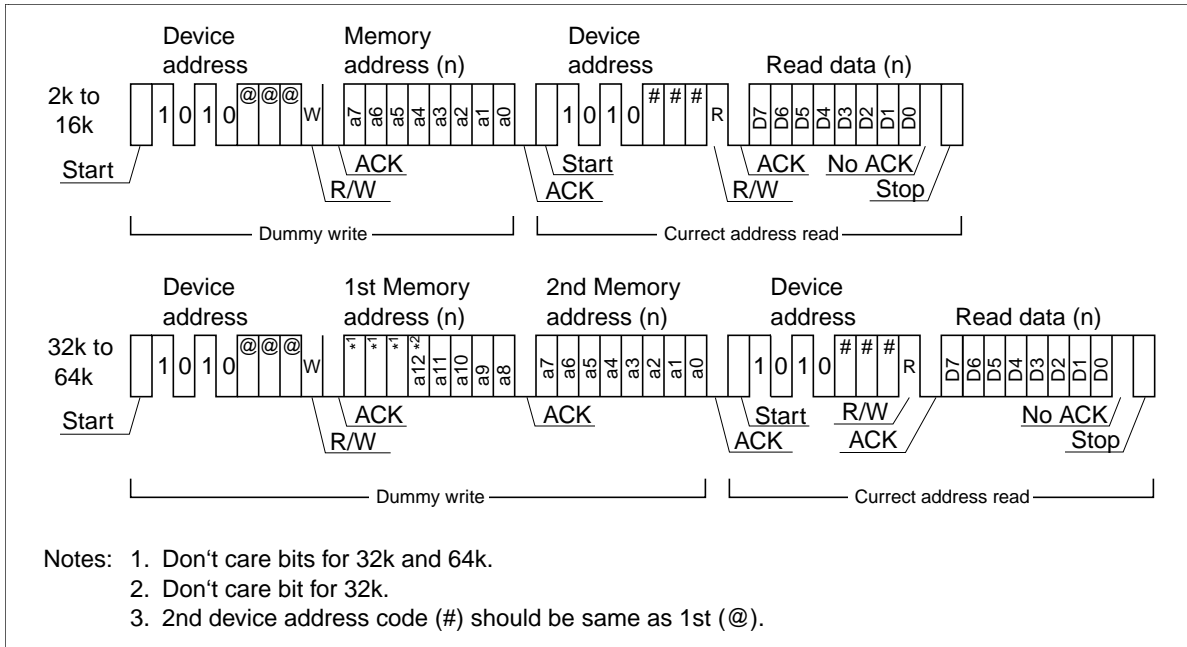 Device address Memory address (n) Device address Read data (n)
2k to 16k
1 0 1 0 @ @ @ W a7 a6 a5 a4 a3 a2 a1 a0 1 0 1 0 # # # R D7 D6 D5 D4 D3 D2 D1 D0
Start R/W ACK ACK Start R/W ACK No ACK Stop
Dummy write Currect address read
Device address 1st Memory address (n) 2nd Memory address (n) Device address Read data (n)
32k to 64k
1 0 1 0 @ @ @ W *1 *1 *1 a12 *2 a11 a10 a9 a8 a7 a6 a5 a4 a3 a2 a1 a0 1 0 1 0 # # # R D7 D6 D5 D4 D3 D2 D1 D0
Start R/W ACK ACK ACK Start R/W ACK No ACK Stop
Dummy write Currect address read
Notes: 1. Don't care bits for 32k and 64k.
2. Don't care bit for 32k.
3. 2nd device address code (#) should be same as 1st (@).